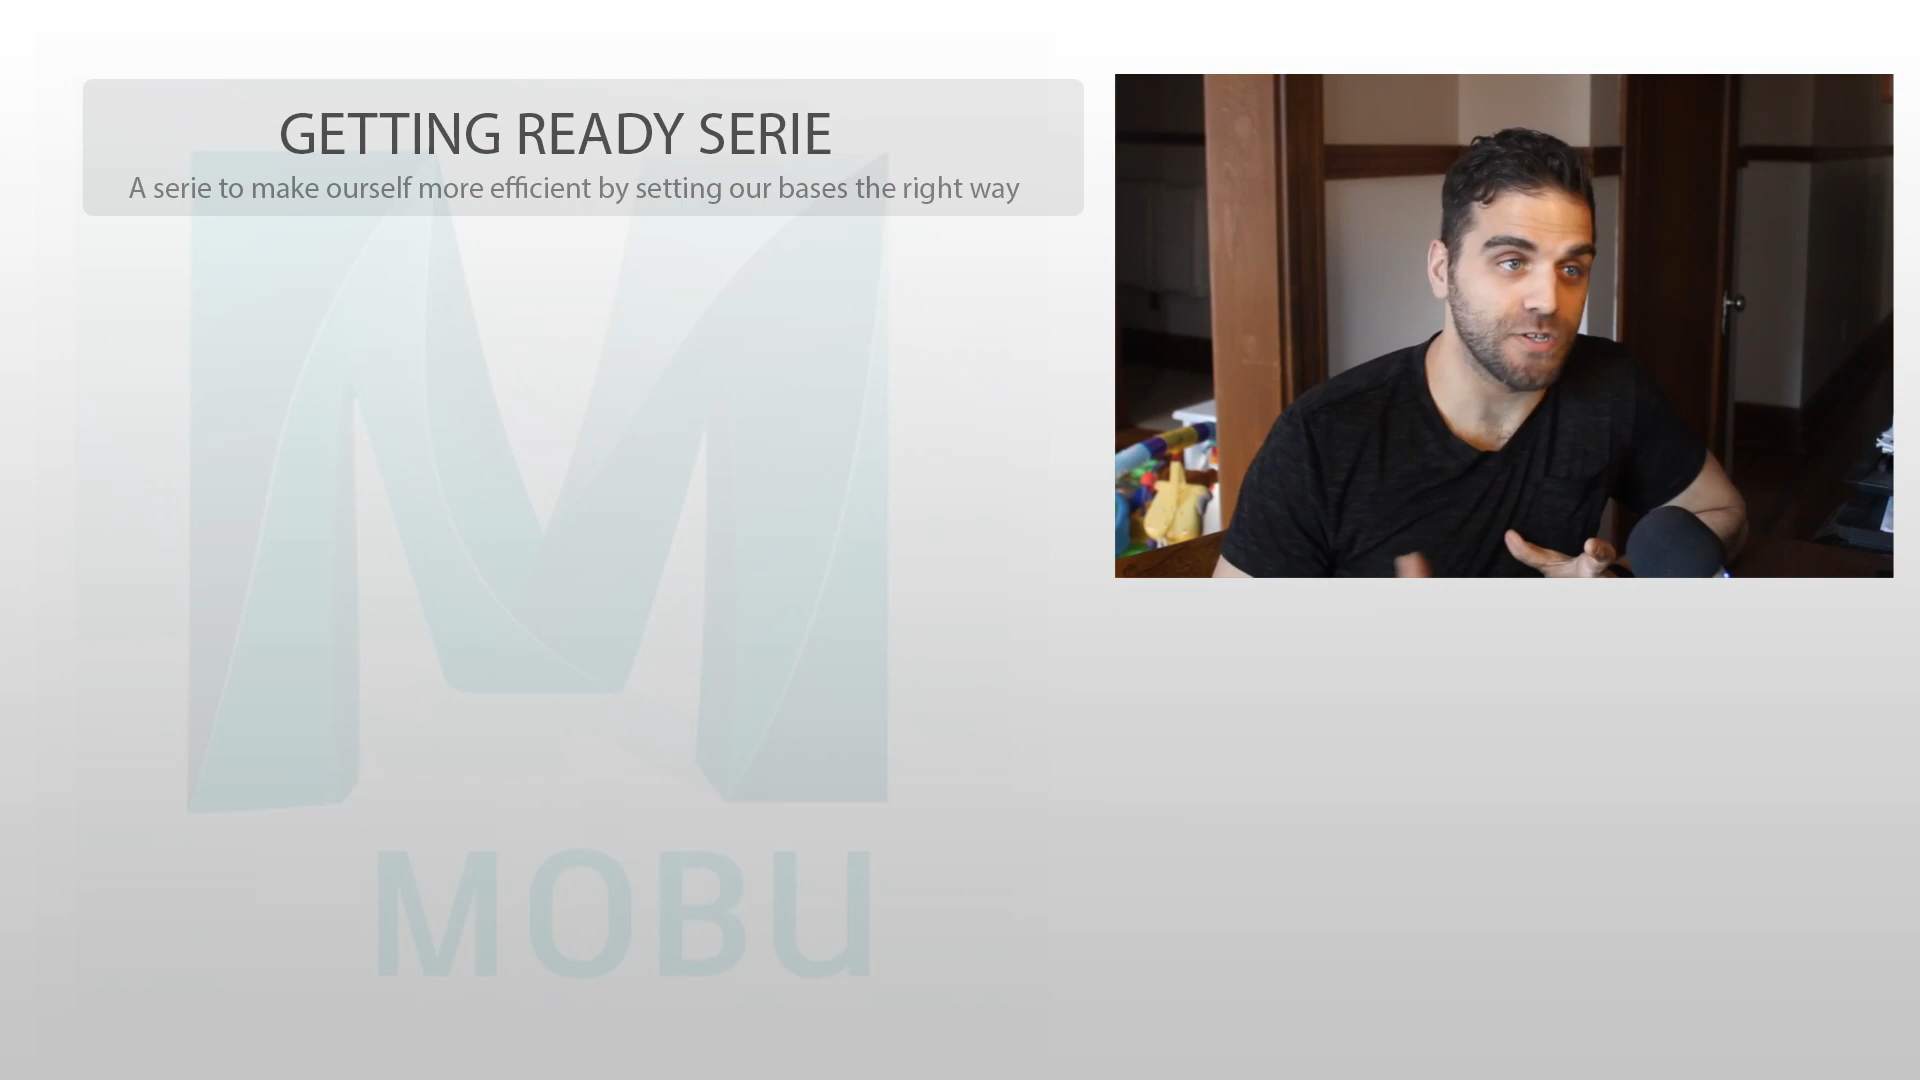 GETTING READY SERIE
A serie to make ourself more efficient by setting our bases the right way
MOBU